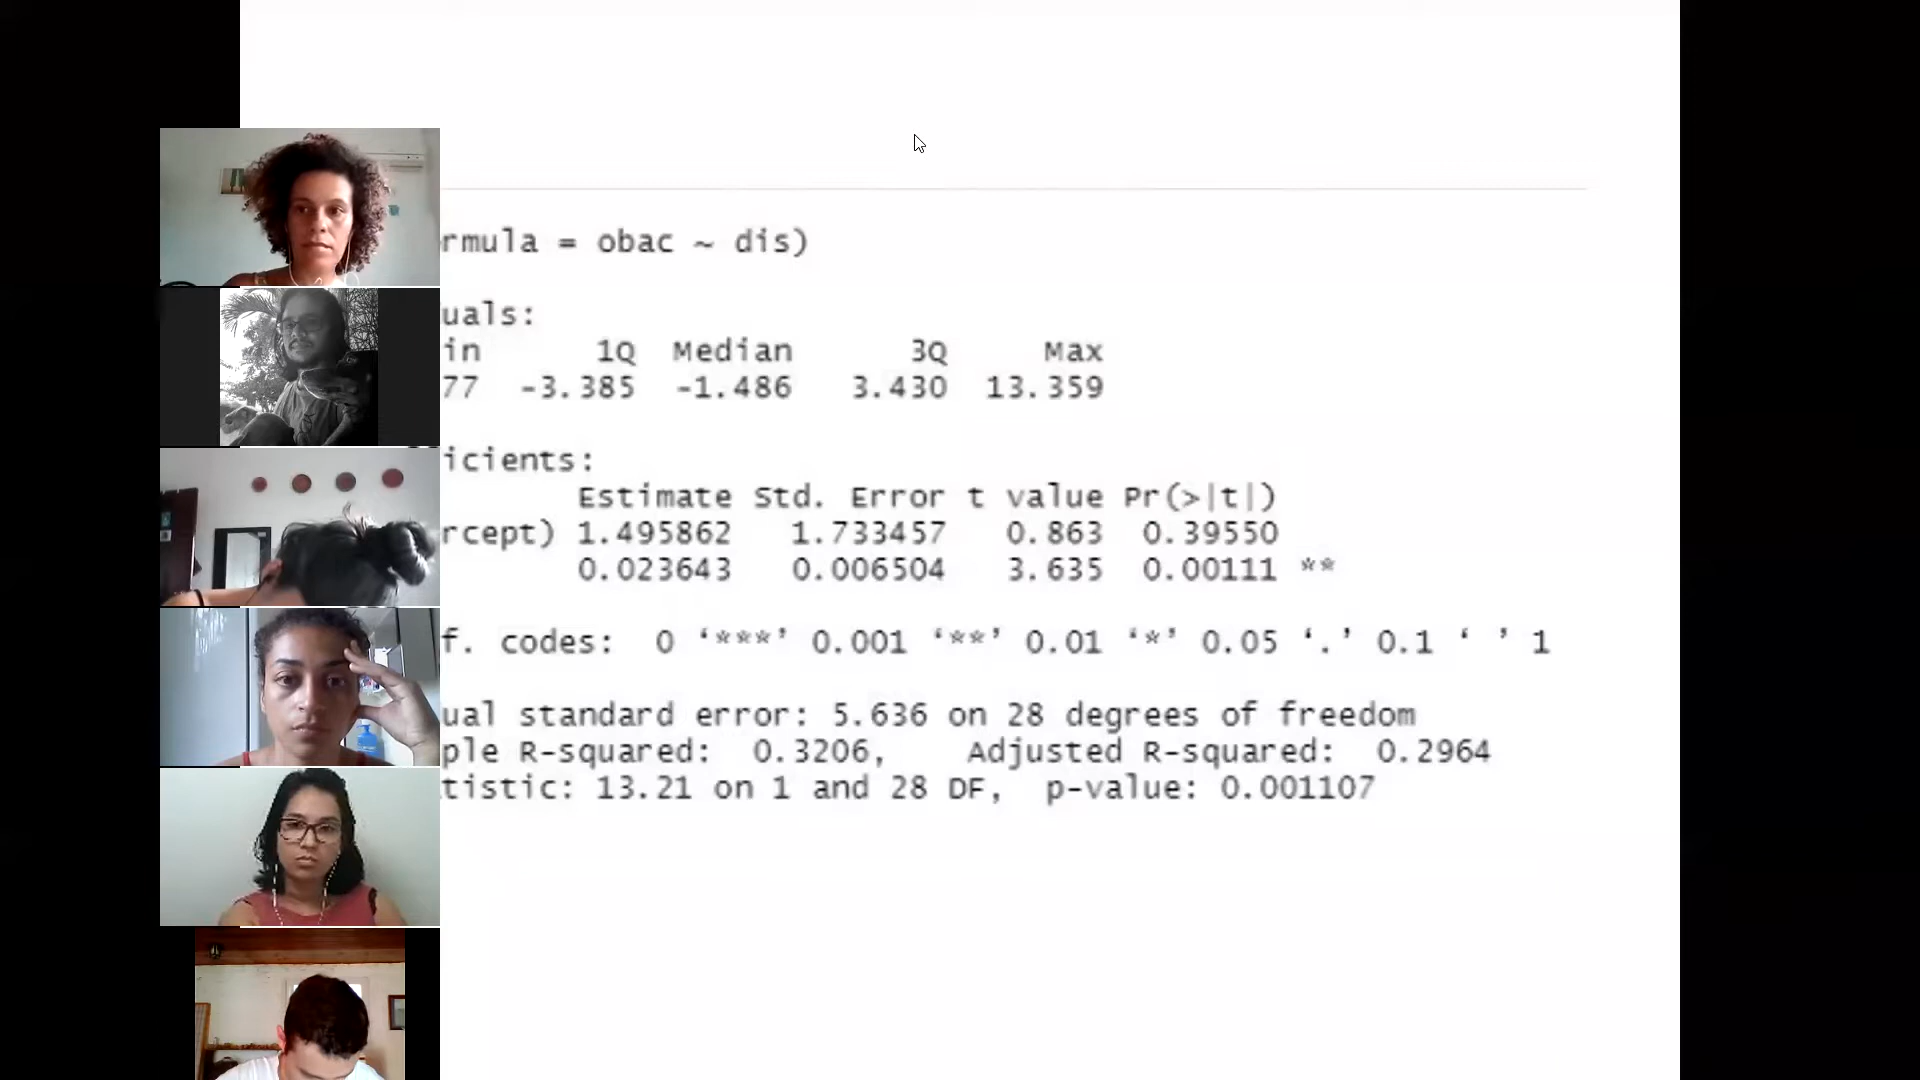 rmula = obac ~ dis)
uals:
in 1Q Median 3Q Max
77 -3.385 -1.486 3.430 13.359
icients:
Estimate Std. Error t value Pr(>|t|)
rcept) 1.495862 1.733457 0.863 0.39550
0.023643 0.006504 3.635 0.00111 **
f. codes: 0 ‘***’ 0.001 ‘**’ 0.01 ‘*’ 0.05 ‘.’ 0.1 ‘ ’ 1
ual standard error: 5.636 on 28 degrees of freedom
ple R-squared: 0.3206, Adjusted R-squared: 0.2964
tistic: 13.21 on 1 and 28 DF, p-value: 0.001107